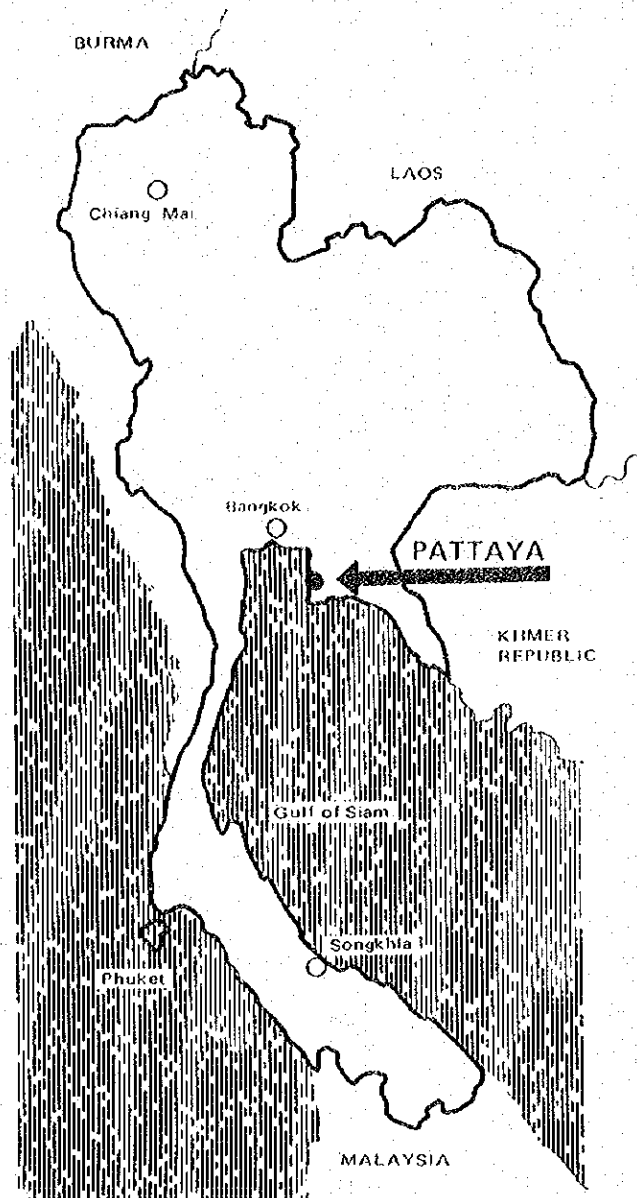 BURMA
LAOS
Chiang Mai
Bangkok
PATTAYA
KHMER
REPUBLIC
Gulf of Siam
Songkhla
Phuket
MALAYSIA